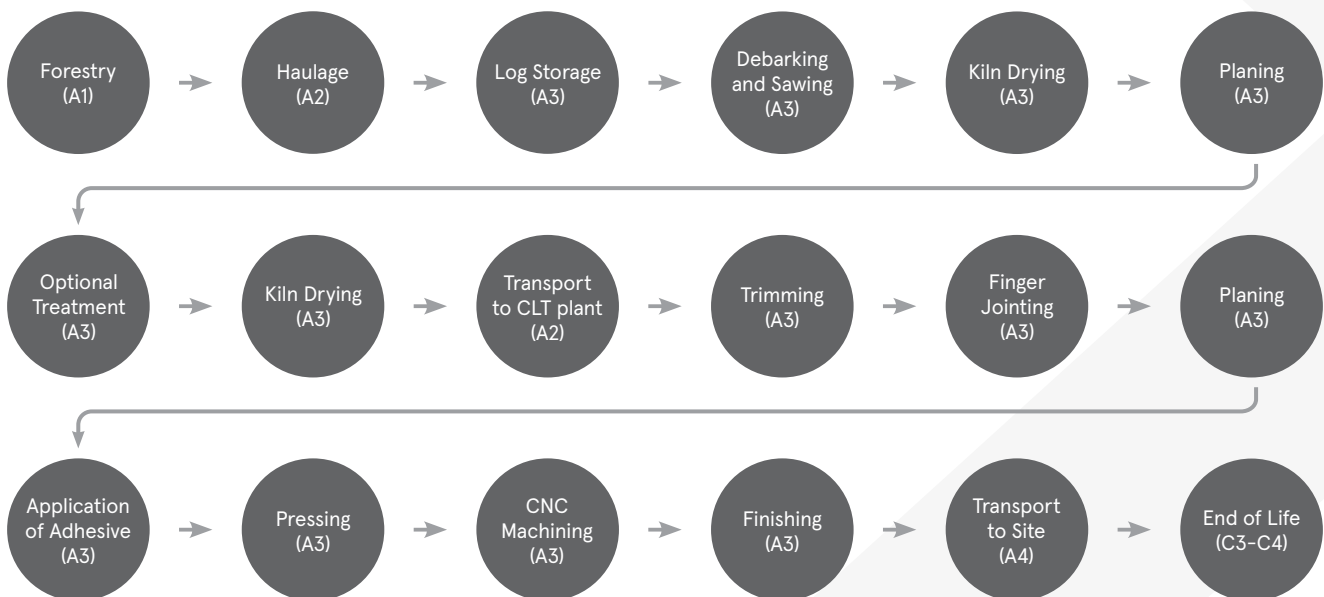 Forestry
(A1)
Haulage
(A2)
Log Storage
(A3)
Debarking
and Sawing
(A3)
Kiln Drying
(A3)
Planing
(A3)
Optional
Treatment
(A3)
Kiln Drying
(A3)
Transport
to CLT plant
(A2)
Trimming
(A3)
Finger
Jointing
(A3)
Planing
(A3)
Application
of Adhesive
(A3)
Pressing
(A3)
CNC
Machining
(A3)
Finishing
(A3)
Transport
to Site
(A4)
End of Life
(C3-C4)